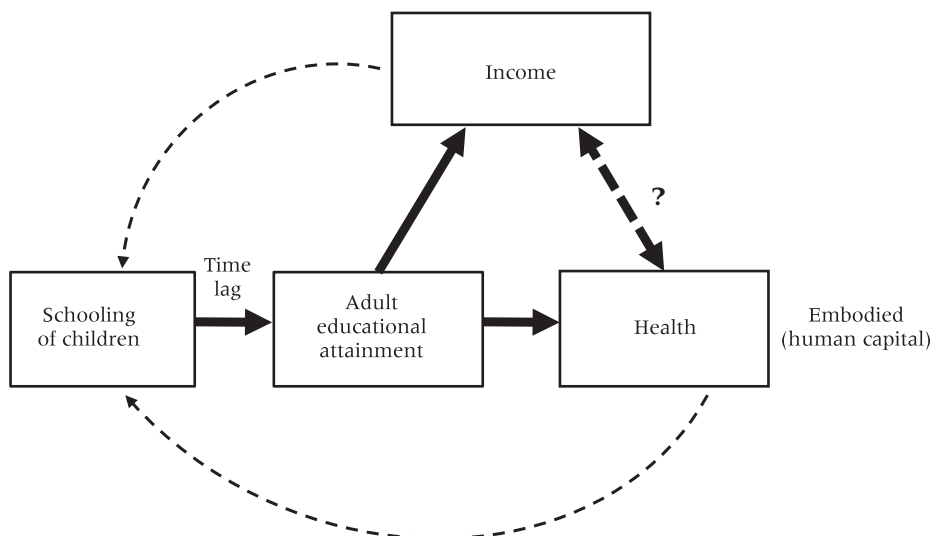 Income
?
Time
lag
Schooling
of children
Adult
educational
attainment
Health
Embodied
(human capital)